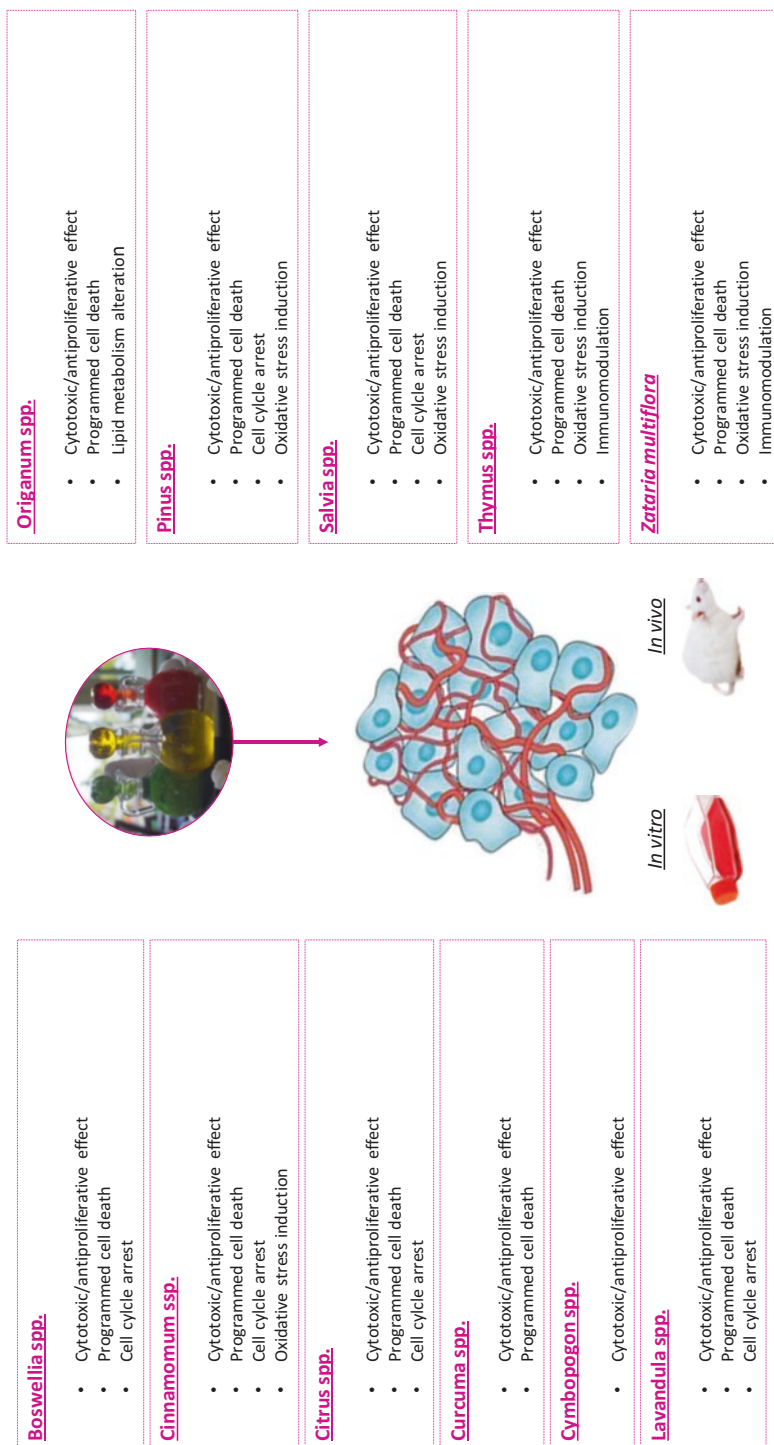 Boswellia spp.
• Cytotoxic/antiproliferative effect
• Programmed cell death
• Cell cylcle arrest
Cinnamomum ssp.
• Cytotoxic/antiproliferative effect
• Programmed cell death
• Cell cylcle arrest
• Oxidative stress induction
Citrus spp.
• Cytotoxic/antiproliferative effect
• Programmed cell death
• Cell cylcle arrest
Curcuma spp.
• Cytotoxic/antiproliferative effect
• Programmed cell death
Cymbopogon spp.
• Cytotoxic/antiproliferative effect
Lavandula spp.
• Cytotoxic/antiproliferative effect
• Programmed cell death
• Cell cylcle arrest
In vitro
In vivo
Origanum spp.
• Cytotoxic/antiproliferative effect
• Programmed cell death
• Lipid metabolism alteration
Pinus spp.
• Cytotoxic/antiproliferative effect
• Programmed cell death
• Cell cylcle arrest
• Oxidative stress induction
Salvia spp.
• Cytotoxic/antiproliferative effect
• Programmed cell death
• Cell cylcle arrest
• Oxidative stress induction
Thymus spp.
• Cytotoxic/antiproliferative effect
• Programmed cell death
• Oxidative stress induction
• Immunomodulation
Zataria multiflora
• Cytotoxic/antiproliferative effect
• Programmed cell death
• Oxidative stress induction
• Immunomodulation